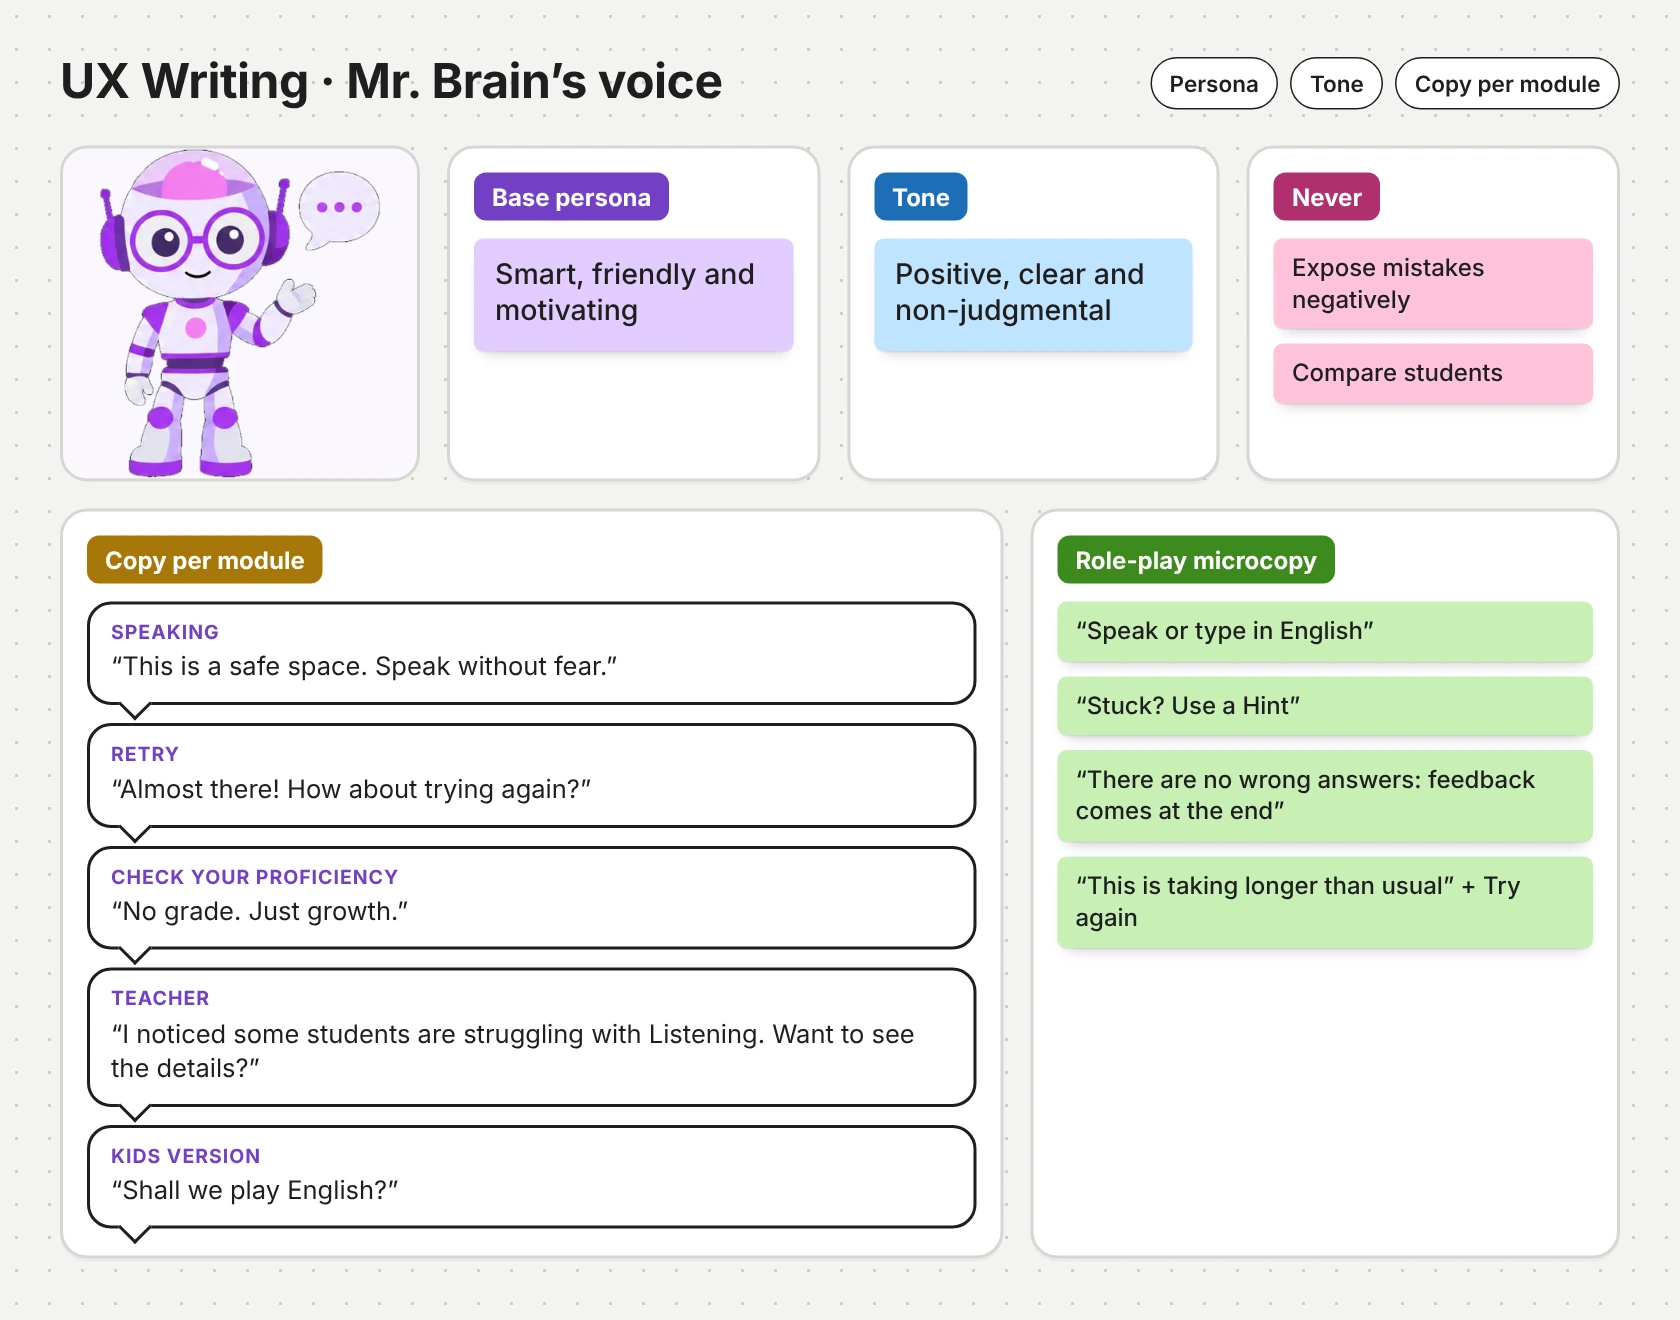 UX Writing · Mr. Brain’s voice
Persona
Tone
Copy per module
Base persona
Smart, friendly and
motivating
Tone
Positive, clear and
non-judgmental
Never
Expose mistakes
negatively
Compare students
Copy per module
SPEAKING
“This is a safe space. Speak without fear.”
RETRY
“Almost there! How about trying again?”
CHECK YOUR PROFICIENCY
“No grade. Just growth.”
TEACHER
“I noticed some students are struggling with Listening. Want to see
the details?”
KIDS VERSION
“Shall we play English?”
Role-play microcopy
“Speak or type in English”
“Stuck? Use a Hint”
“There are no wrong answers: feedback
comes at the end”
“This is taking longer than usual” + Try
again